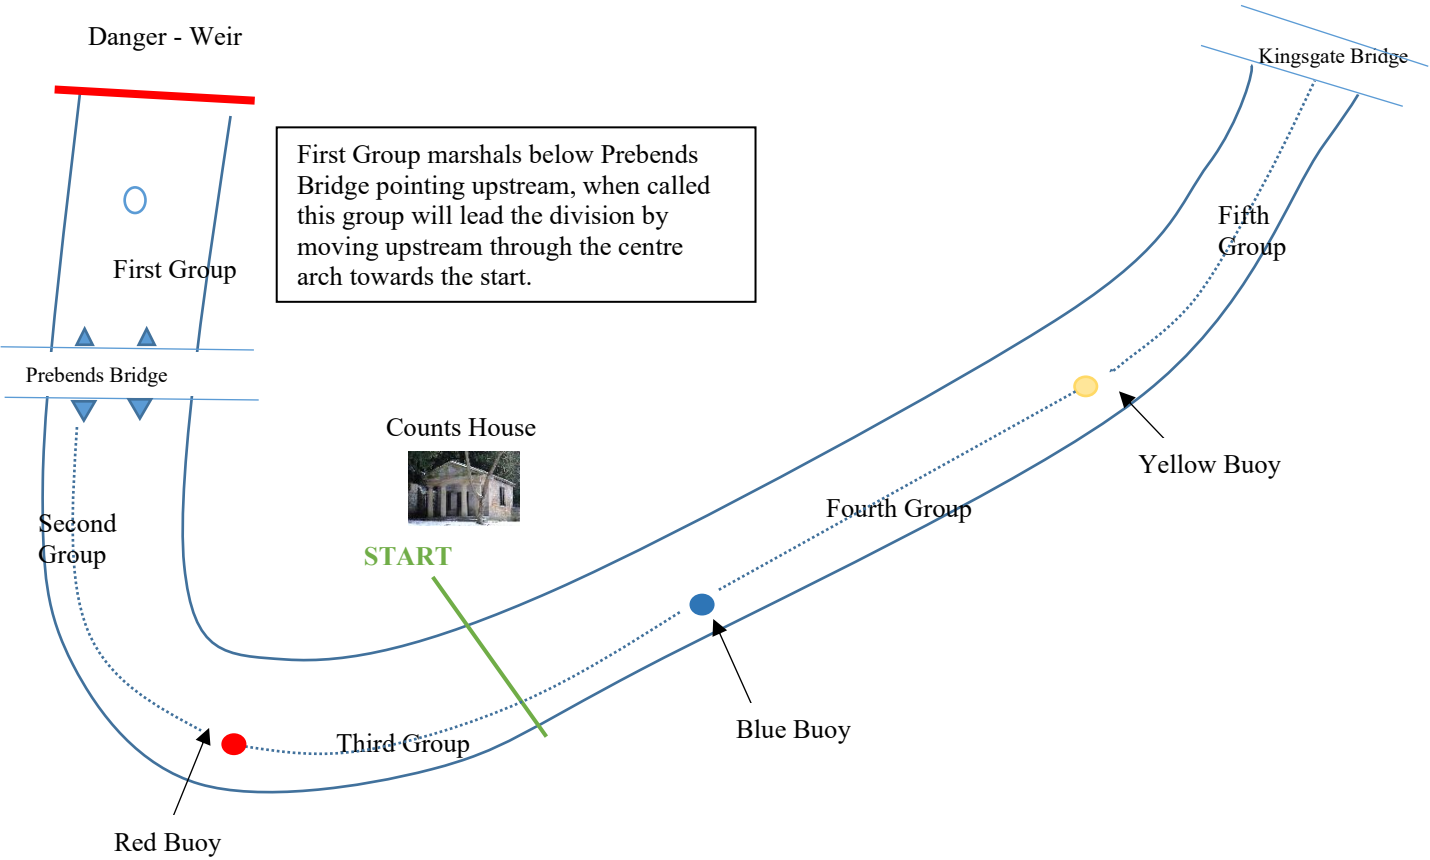 Danger - Weir
Kingsgate Bridge
First Group marshals below Prebends
Bridge pointing upstream, when called
this group will lead the division by
moving upstream through the centre
arch towards the start.
Fifth
Group
First Group
Prebends Bridge
Counts House
Yellow Buoy
Fourth Group
Second
Group
START
Blue Buoy
Third Group
Red Buoy